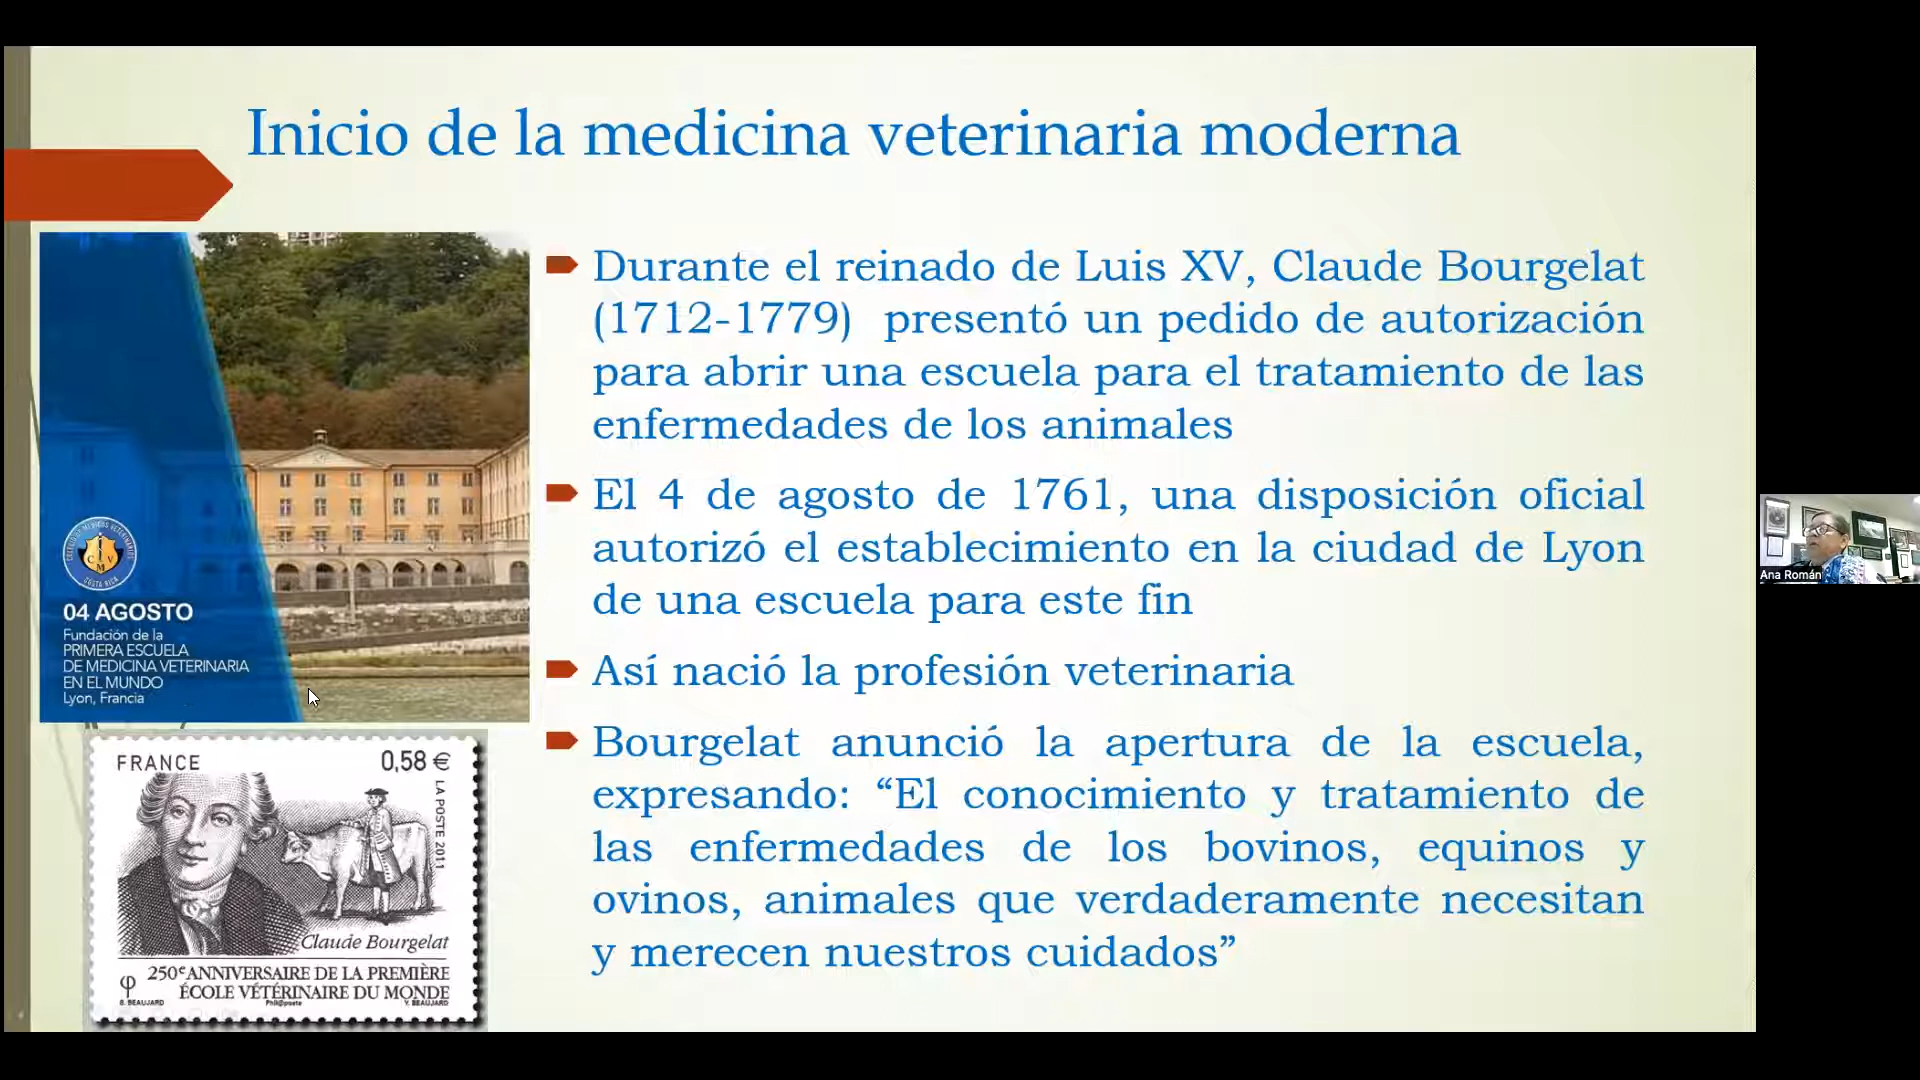 Inicio de la medicina veterinaria moderna
Durante el reinado de Luis XV, Claude Bourgelat
(1712-1779) presentó un pedido de autorización
para abrir una escuela para el tratamiento de las
enfermedades de los animales
El 4 de agosto de 1761, una disposición oficial
autorizó el establecimiento en la ciudad de Lyon
de una escuela para este fin
Así nació la profesión veterinaria
Bourgelat anunció la apertura de la escuela,
expresando: “El conocimiento y tratamiento de
las enfermedades de los bovinos, equinos y
ovinos, animales que verdaderamente necesitan
y merecen nuestros cuidados”
COSTA RICA
04 AGOSTO
Fundación de la
PRIMERA ESCUELA
DE MEDICINA VETERINARIA
EN EL MUNDO
Lyon, Francia
FRANCE
0,58 €
LA POSTE 2011
Claude Bourgelat
250e ANNIVERSAIRE DE LA PREMIÈRE
ÉCOLE VÉTÉRINAIRE DU MONDE
S. BEAUJARD
Phil@poste
Y. BEAUJARD
Ana Román